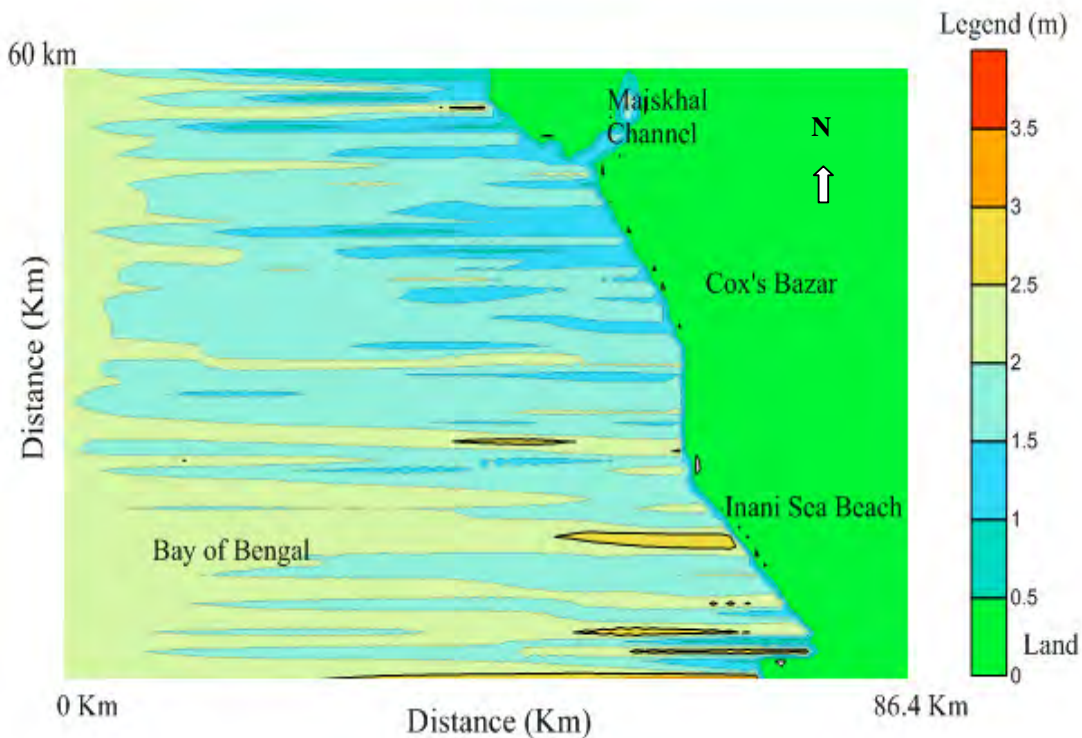 Legend (m)
60 km
3.5
3
2.5
2
1.5
1
0.5
0
Land
Majskhal
Channel
N
Cox's Bazar
Inani Sea Beach
Bay of Bengal
Distance (Km)
0 Km
Distance (Km)
86.4 Km